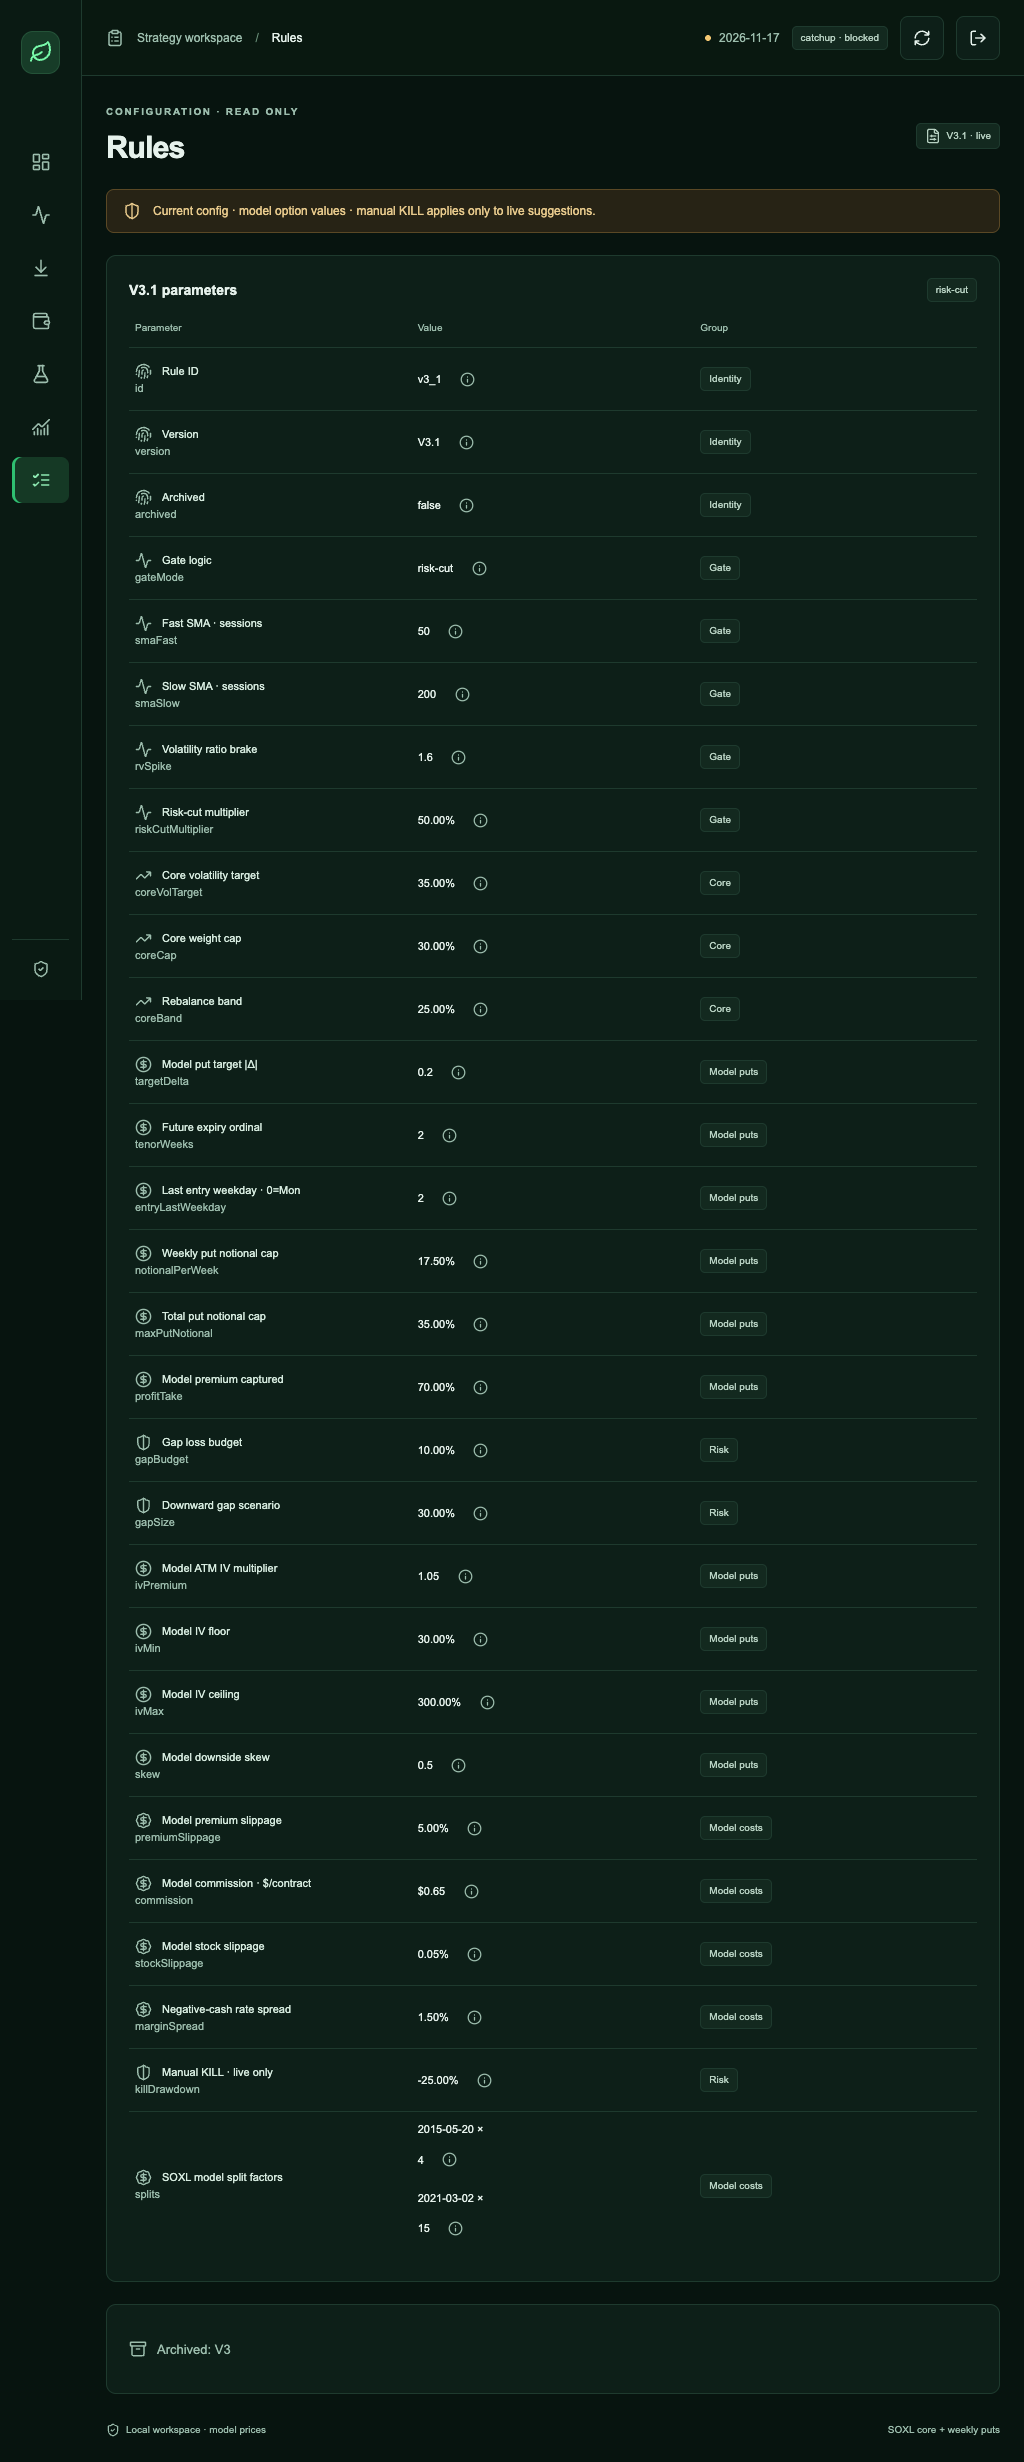 Strategy workspace / Rules
2026-11-17
catchup · blocked
CONFIGURATION · READ ONLY
Rules
V3.1 · live
Current config · model option values · manual KILL applies only to live suggestions.
V3.1 parameters
risk-cut
Parameter Value Group
Rule ID
id
v3_1
Identity
Version
version
V3.1
Identity
Archived
archived
false
Identity
Gate logic
gateMode
risk-cut
Gate
Fast SMA · sessions
smaFast
50
Gate
Slow SMA · sessions
smaSlow
200
Gate
Volatility ratio brake
rvSpike
1.6
Gate
Risk-cut multiplier
riskCutMultiplier
50.00%
Gate
Core volatility target
coreVolTarget
35.00%
Core
Core weight cap
coreCap
30.00%
Core
Rebalance band
coreBand
25.00%
Core
Model put target |Δ|
targetDelta
0.2
Model puts
Future expiry ordinal
tenorWeeks
2
Model puts
Last entry weekday · 0=Mon
entryLastWeekday
2
Model puts
Weekly put notional cap
notionalPerWeek
17.50%
Model puts
Total put notional cap
maxPutNotional
35.00%
Model puts
Model premium captured
profitTake
70.00%
Model puts
Gap loss budget
gapBudget
10.00%
Risk
Downward gap scenario
gapSize
30.00%
Risk
Model ATM IV multiplier
ivPremium
1.05
Model puts
Model IV floor
ivMin
30.00%
Model puts
Model IV ceiling
ivMax
300.00%
Model puts
Model downside skew
skew
0.5
Model puts
Model premium slippage
premiumSlippage
5.00%
Model costs
Model commission · $/contract
commission
$0.65
Model costs
Model stock slippage
stockSlippage
0.05%
Model costs
Negative-cash rate spread
marginSpread
1.50%
Model costs
Manual KILL · live only
killDrawdown
-25.00%
Risk
SOXL model split factors
splits
2015-05-20 ×
4
2021-03-02 ×
15
Model costs
Archived: V3
Local workspace · model prices
SOXL core + weekly puts